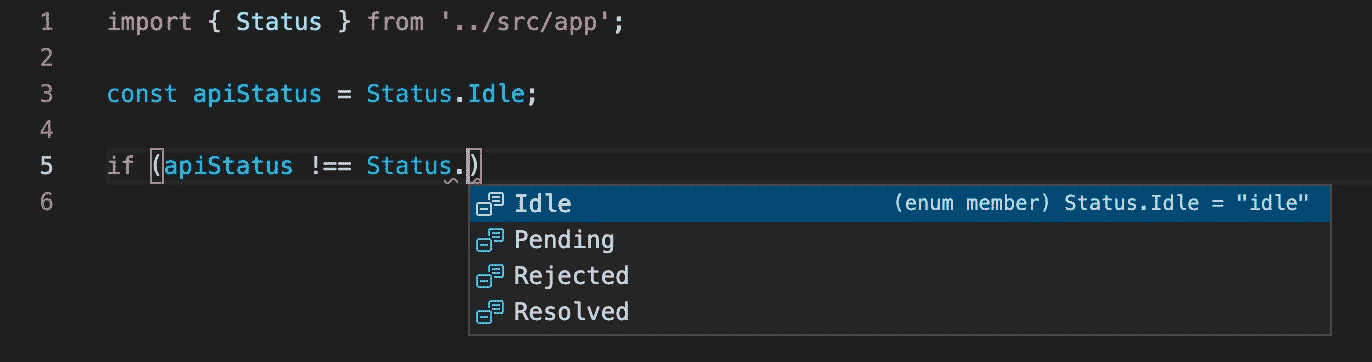 1 import { Status } from '../src/app';
2
3 const apiStatus = Status.Idle;
4
5 if (apiStatus !== Status.)
6
Idle (enum member) Status.Idle = "idle"
Pending
Rejected
Resolved